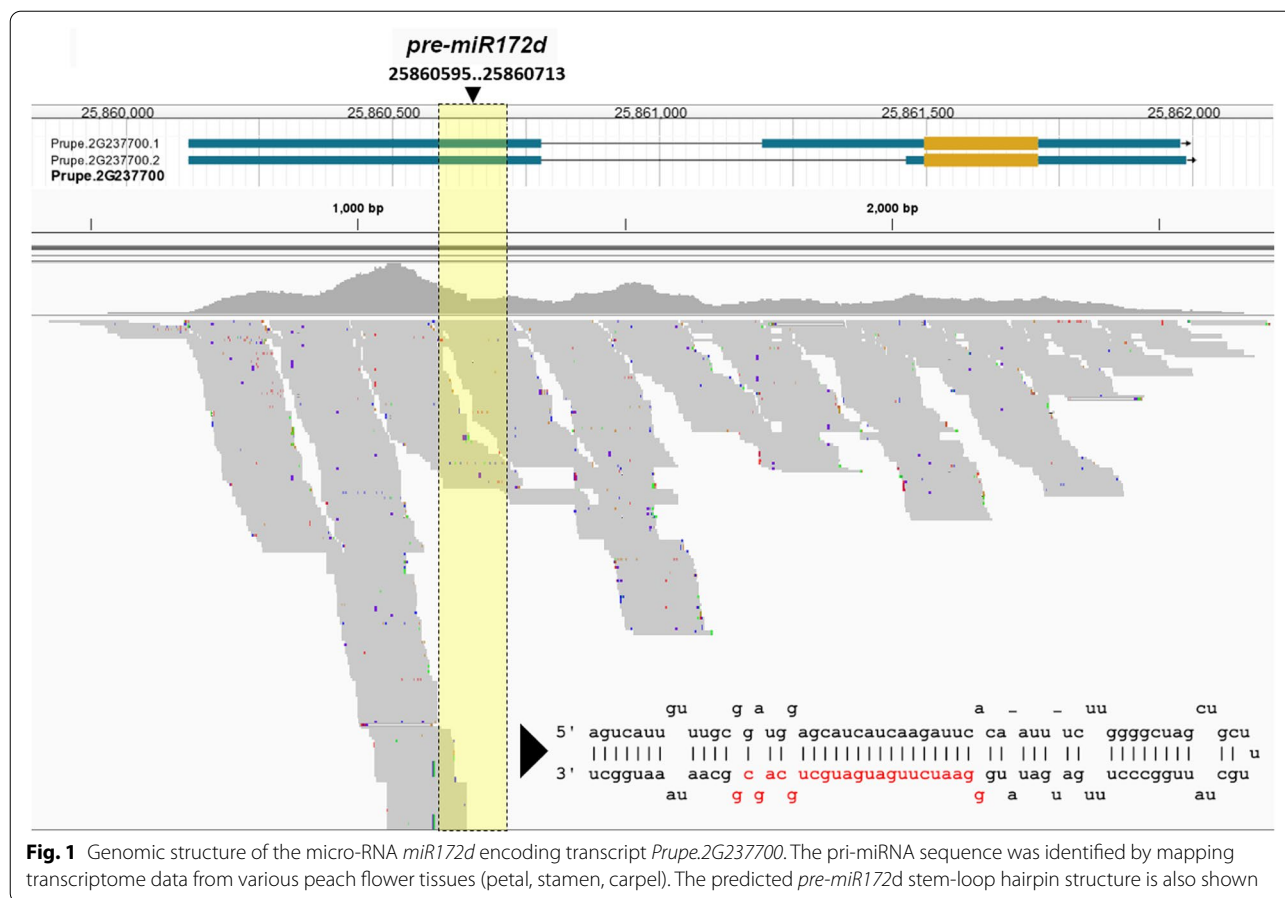 pre-miR172d
25860595..25860713
25,860,000 25,860,500 25,861,000 25,861,500 25,862,000
Prupe.2G237700.1
Prupe.2G237700.2
Prupe.2G237700
1,000 bp 2,000 bp
gu g a g a – – uu cu
5' agucauu uugc g ug agcaucaucaagauuc ca auu uc ggggcuag gcu
u
3' ucgguaa aacg c ac ucguaguaguucuaag gu uag ag ucccgguu cgu
au g g g g a u uu au
Fig. 1 Genomic structure of the micro-RNA miR172d encoding transcript Prupe.2G237700. The pri-miRNA sequence was identified by mapping
transcriptome data from various peach flower tissues (petal, stamen, carpel). The predicted pre-miR172d stem-loop hairpin structure is also shown